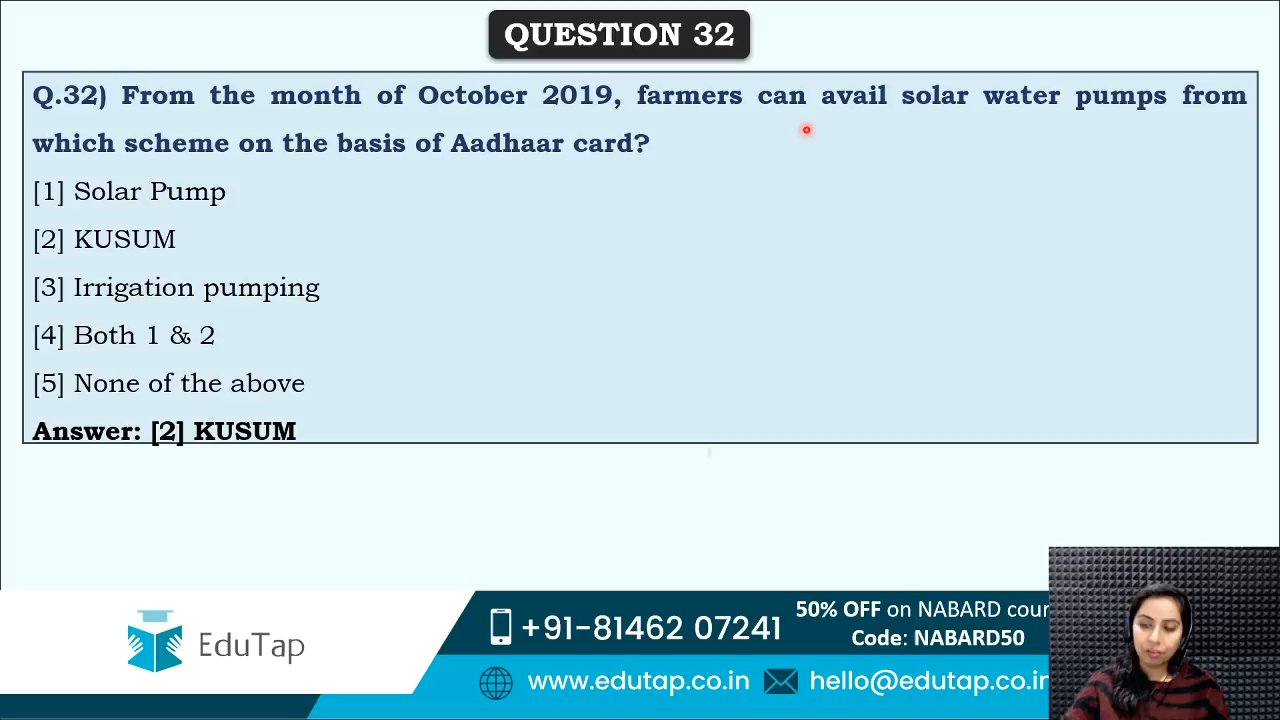 QUESTION 32
Q.32) From the month of October 2019, farmers can avail solar water pumps from
which scheme on the basis of Aadhaar card?
[1] Solar Pump
[2] KUSUM
[3] Irrigation pumping
[4] Both 1 & 2
[5] None of the above
Answer: [2] KUSUM
EduTap
+91-81462 07241
50% OFF on NABARD cour
Code: NABARD50
www.edutap.co.in
hello@edutap.co.in